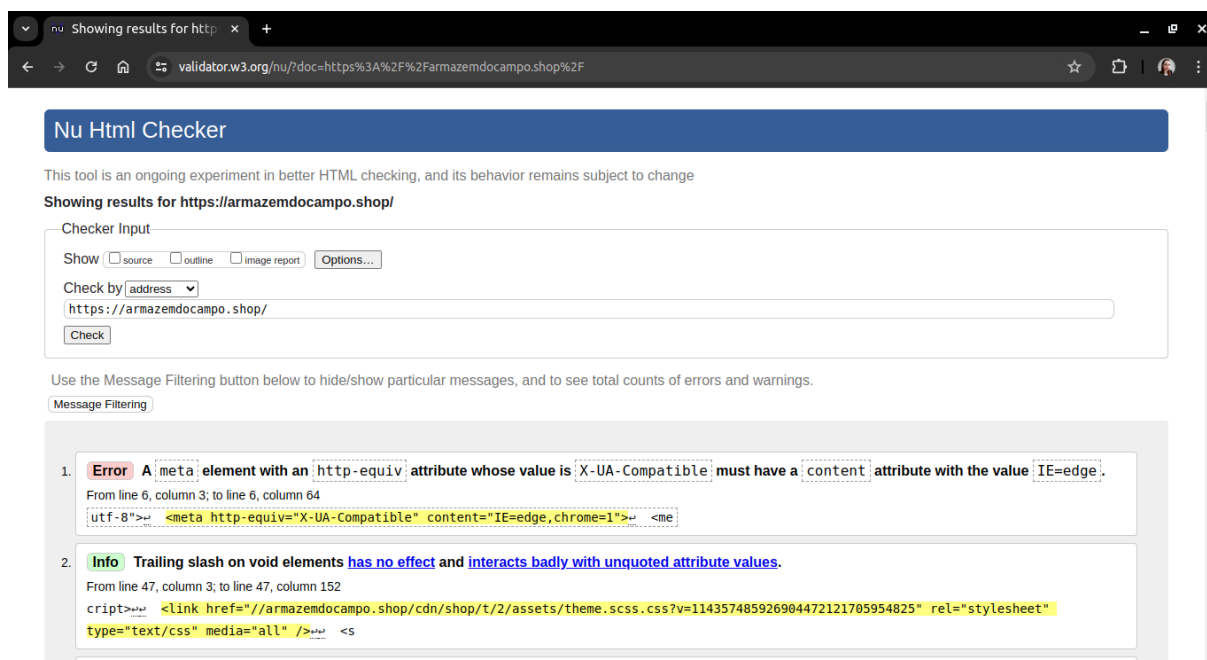 nu Showing results for http
validator.w3.org/nu/?doc=https%3A%2F%2Farmazemdocampo.shop%2F
Nu Html Checker
This tool is an ongoing experiment in better HTML checking, and its behavior remains subject to change
Showing results for https://armazemdocampo.shop/
Checker Input
Show source outline image report Options...
Check by address
https://armazemdocampo.shop/
Check
Use the Message Filtering button below to hide/show particular messages, and to see total counts of errors and warnings.
Message Filtering
1. Error A meta element with an http-equiv attribute whose value is X-UA-Compatible must have a content attribute with the value IE=edge.
From line 6, column 3; to line 6, column 64
utf-8">↩ <meta http-equiv="X-UA-Compatible" content="IE=edge,chrome=1">↩ <me
2. Info Trailing slash on void elements has no effect and interacts badly with unquoted attribute values.
From line 47, column 3; to line 47, column 152
cript>↩↩ <link href="//armazemdocampo.shop/cdn/shop/t/2/assets/theme.scss.css?v=114357485926904472121705954825" rel="stylesheet"
type="text/css" media="all" />↩↩ <s